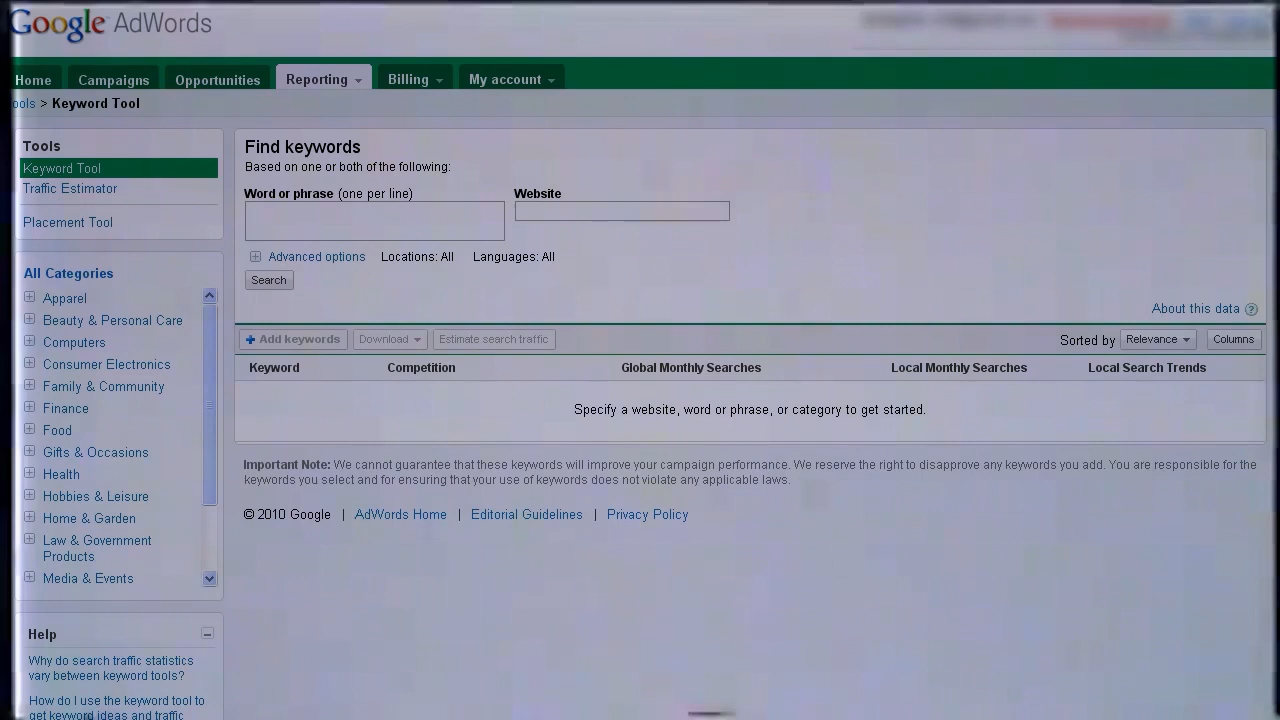 Google AdWords
Home Campaigns Opportunities Reporting Billing My account
ools > Keyword Tool
Tools
Keyword Tool
Traffic Estimator
Placement Tool
All Categories
Apparel
Beauty & Personal Care
Computers
Consumer Electronics
Family & Community
Finance
Food
Gifts & Occasions
Health
Hobbies & Leisure
Home & Garden
Law & Government
Products
Media & Events
Help
Why do search traffic statistics
vary between keyword tools?
How do I use the keyword tool to
get keyword ideas and traffic
Find keywords
Based on one or both of the following:
Word or phrase (one per line) Website
Advanced options Locations: All Languages: All
Search
About this data ?
Add keywords Download Estimate search traffic Sorted by Relevance Columns
Keyword Competition Global Monthly Searches Local Monthly Searches Local Search Trends
Specify a website, word or phrase, or category to get started.
Important Note: We cannot guarantee that these keywords will improve your campaign performance. We reserve the right to disapprove any keywords you add. You are responsible for the
keywords you select and for ensuring that your use of keywords does not violate any applicable laws.
© 2010 Google | AdWords Home | Editorial Guidelines | Privacy Policy